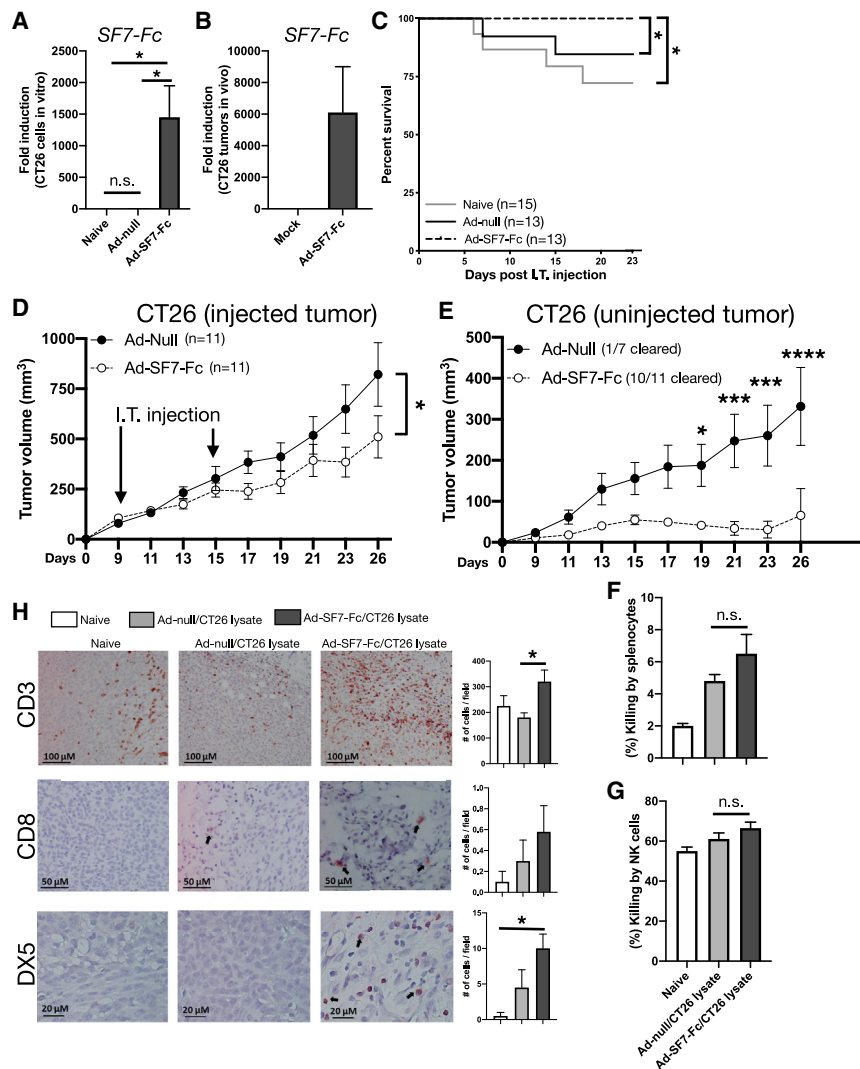 A
SF7-Fc
Fold induction
(CT26 cells in vitro)
2500
2000
1500
1000
500
0
*
*
n.s.
Naive
Ad-null
Ad-SF7-Fc
B
SF7-Fc
Fold induction
(CT26 tumors in vivo)
10000
8000
6000
4000
2000
0
Mock
Ad-SF7-Fc
C
Percent survival
100
75
50
25
0
*
*
Naive (n=15)
Ad-null (n=13)
Ad-SF7-Fc (n=13)
0 5 10 15 20 23
Days post I.T. injection
D
CT26 (injected tumor)
Tumor volume (mm³)
1000
750
500
250
0
Ad-Null (n=11)
Ad-SF7-Fc (n=11)
I.T. injection
*
Days 0 9 11 13 15 17 19 21 23 26
E
CT26 (uninjected tumor)
Tumor volume (mm³)
500
400
300
200
100
0
Ad-Null (1/7 cleared)
Ad-SF7-Fc (10/11 cleared)
* *** *** ****
Days 0 9 11 13 15 17 19 21 23 26
H
Naive Ad-null/CT26 lysate Ad-SF7-Fc/CT26 lysate
Naive Ad-null/CT26 lysate Ad-SF7-Fc/CT26 lysate
CD3
100 µM 100 µM 100 µM
# of cells / field
400
300
200
100
0
*
CD8
50 µM 50 µM 50 µM
# of cells / field
1.0
0.8
0.6
0.4
0.2
0.0
DX5
20 µM 20 µM 20 µM
# of cells / field
15
10
5
0
*
F
(%) Killing by splenocytes
10
8
6
4
2
0
n.s.
G
(%) Killing by NK cells
100
80
60
40
20
0
n.s.
Naive
Ad-null/CT26 lysate
Ad-SF7-Fc/CT26 lysate